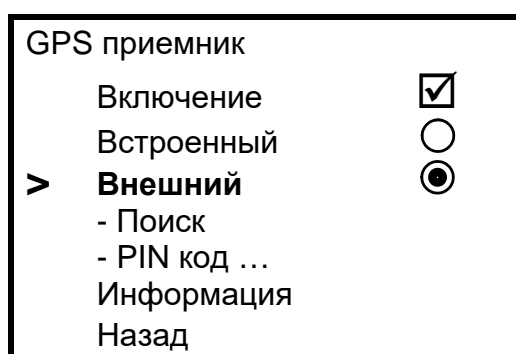 GPS приемник
Включение
Встроенный
> Внешний
- Поиск
- PIN код …
Информация
Назад